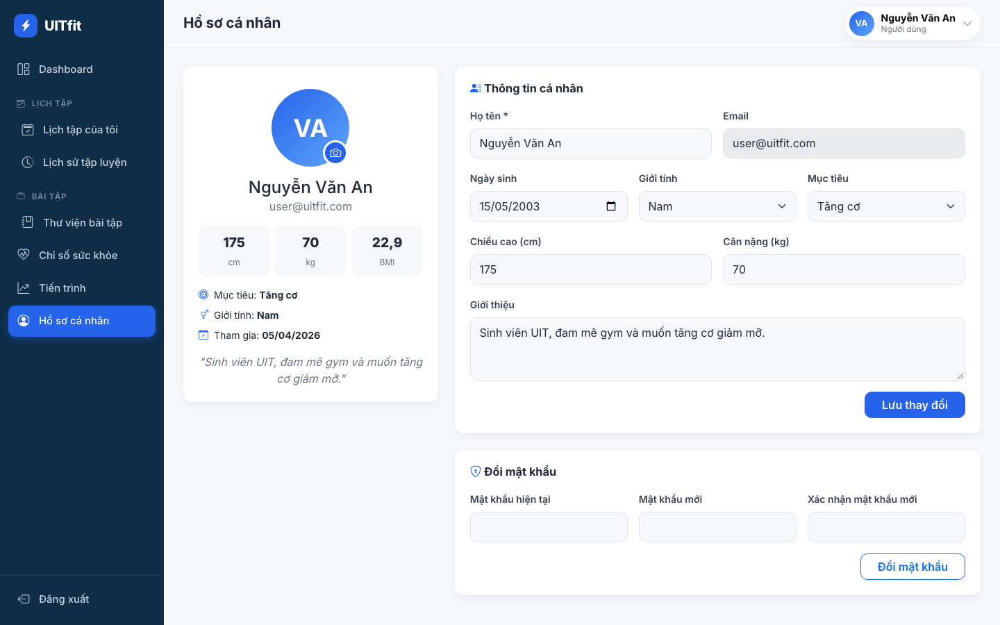 UITfit
Dashboard
LỊCH TẬP
Lịch tập của tôi
Lịch sử tập luyện
BÀI TẬP
Thư viện bài tập
Chỉ số sức khỏe
Tiến trình
Hồ sơ cá nhân
Đăng xuất
Hồ sơ cá nhân
VA
Nguyễn Văn An
Người dùng
VA
Nguyễn Văn An
user@uitfit.com
175
cm
70
kg
22,9
BMI
Mục tiêu: Tăng cơ
Giới tính: Nam
Tham gia: 05/04/2026
"Sinh viên UIT, đam mê gym và muốn tăng
cơ giảm mỡ."
Thông tin cá nhân
Họ tên *
Nguyễn Văn An
Email
user@uitfit.com
Ngày sinh
15/05/2003
Giới tính
Nam
Mục tiêu
Tăng cơ
Chiều cao (cm)
175
Cân nặng (kg)
70
Giới thiệu
Sinh viên UIT, đam mê gym và muốn tăng cơ giảm mỡ.
Lưu thay đổi
Đổi mật khẩu
Mật khẩu hiện tại
Mật khẩu mới
Xác nhận mật khẩu mới
Đổi mật khẩu